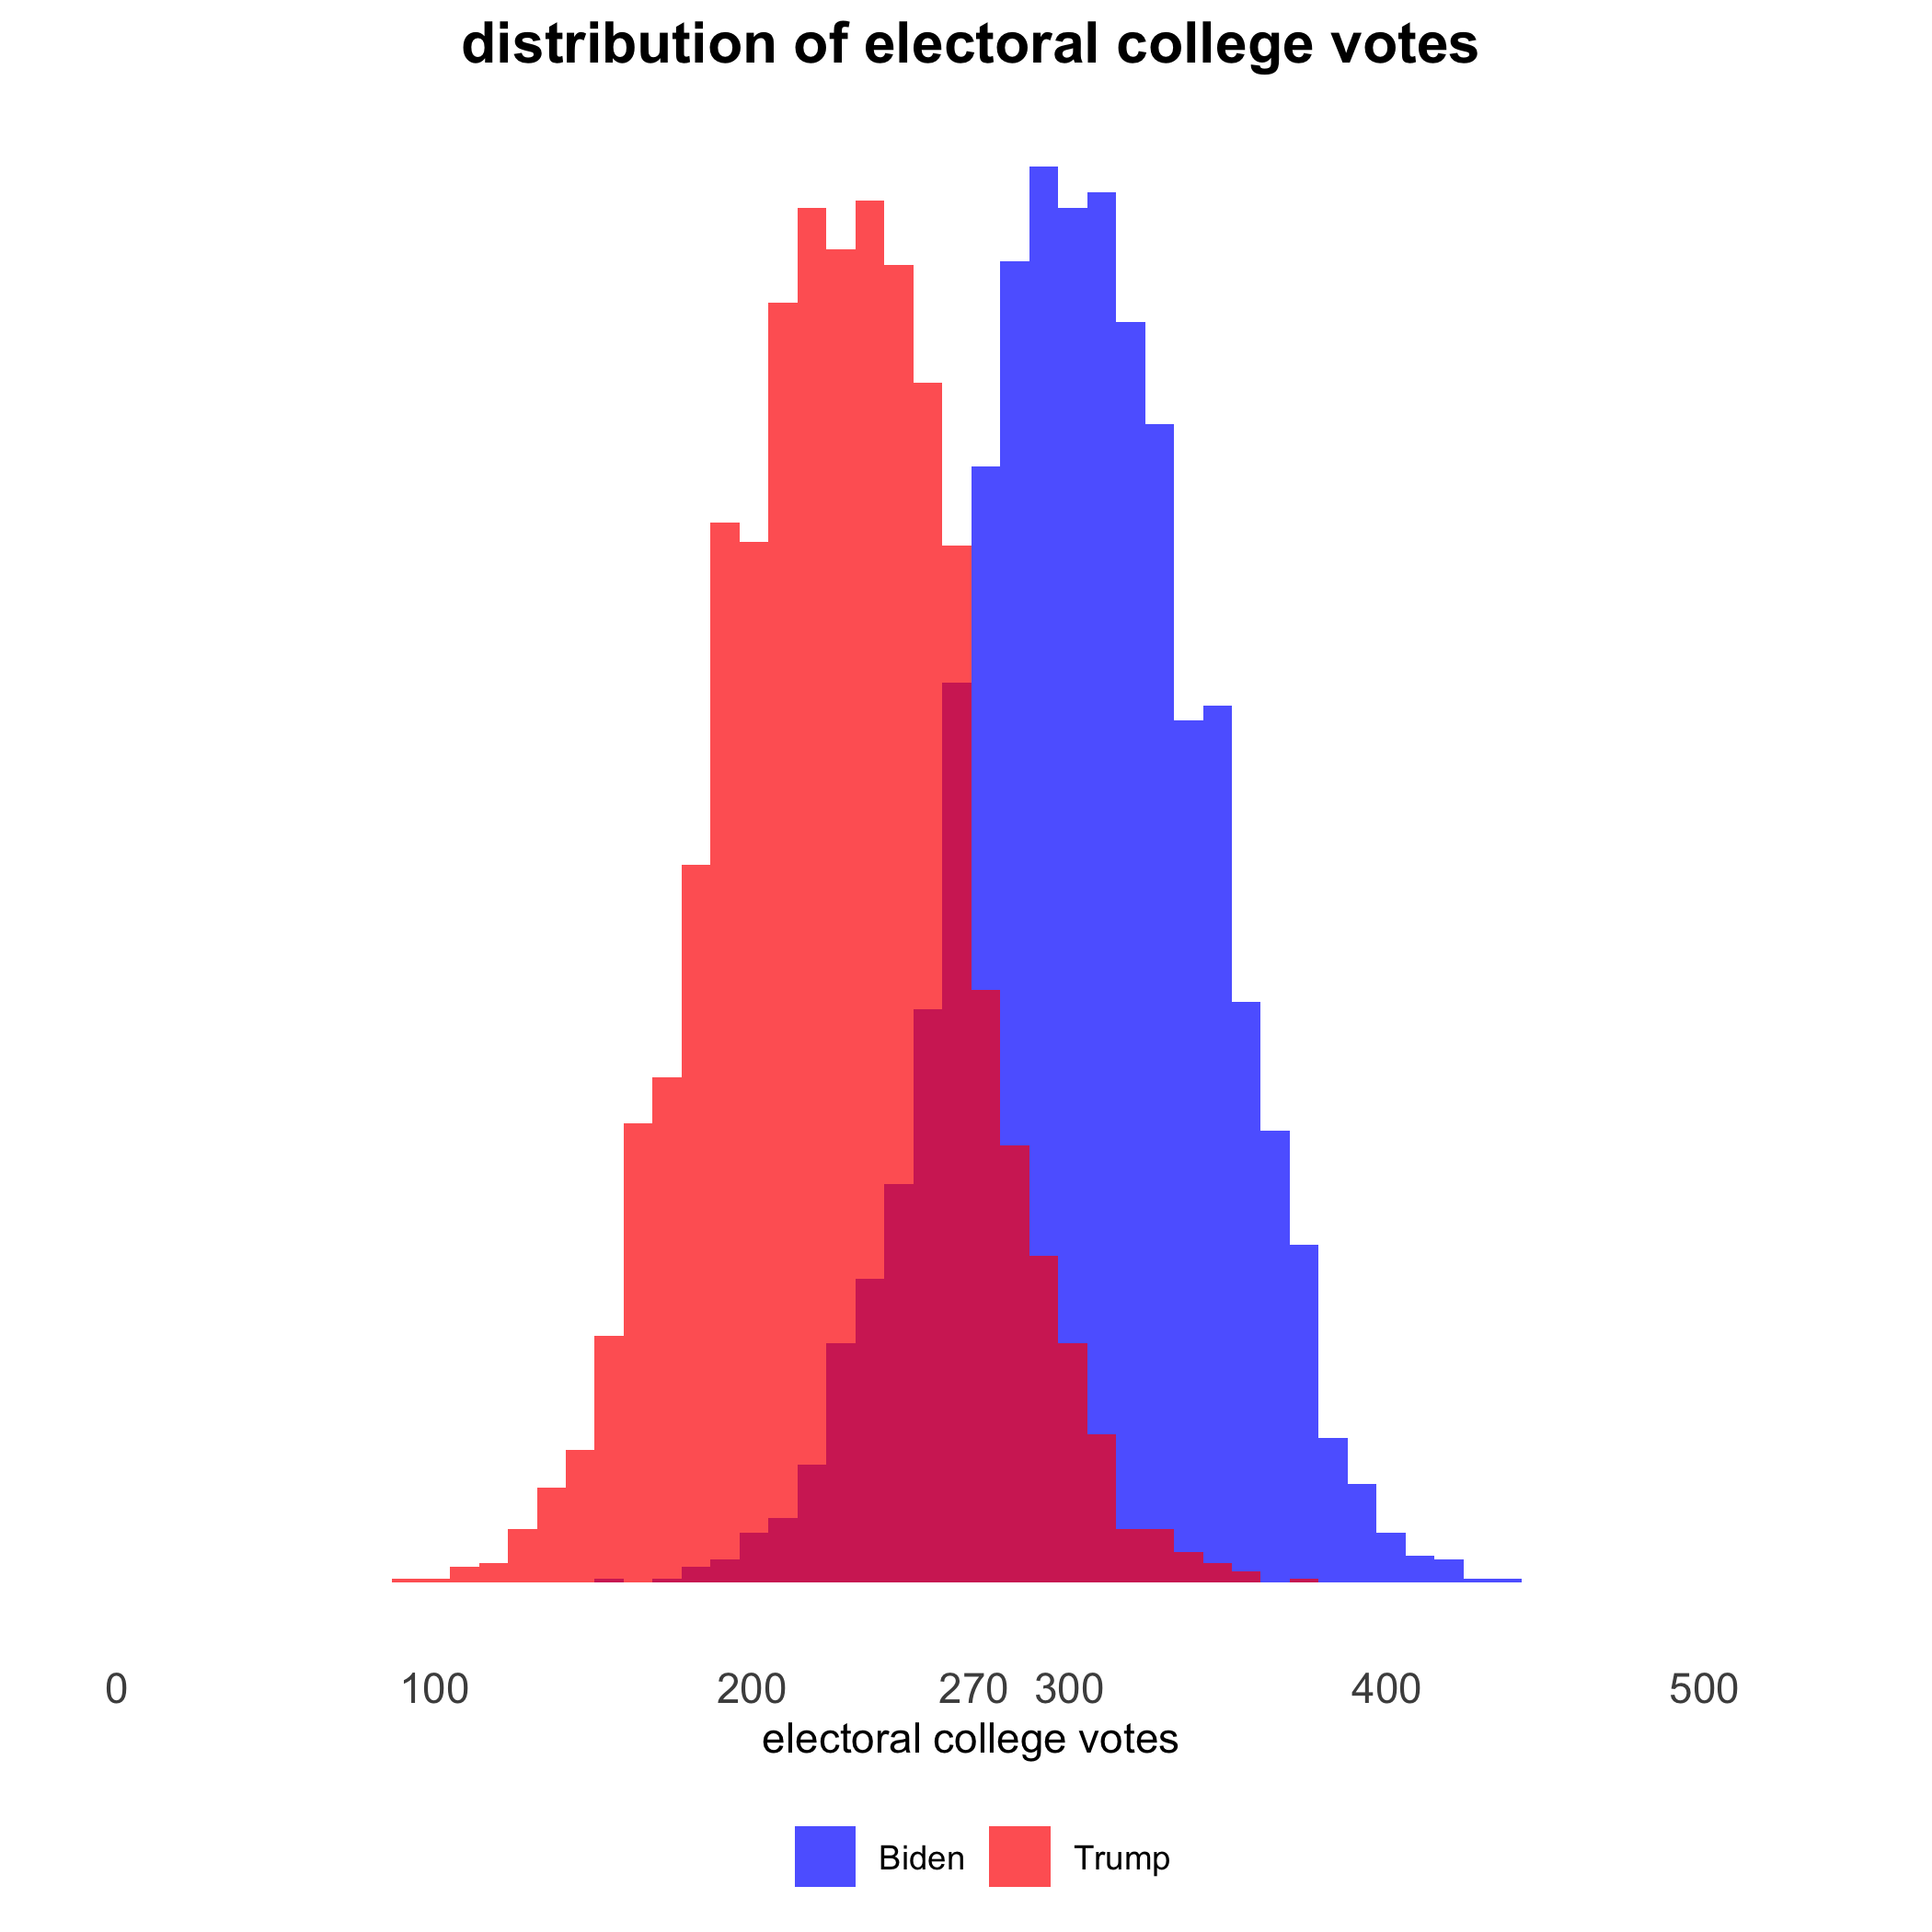 distribution of electoral college votes
0 100 200 270 300 400 500
electoral college votes
Biden Trump